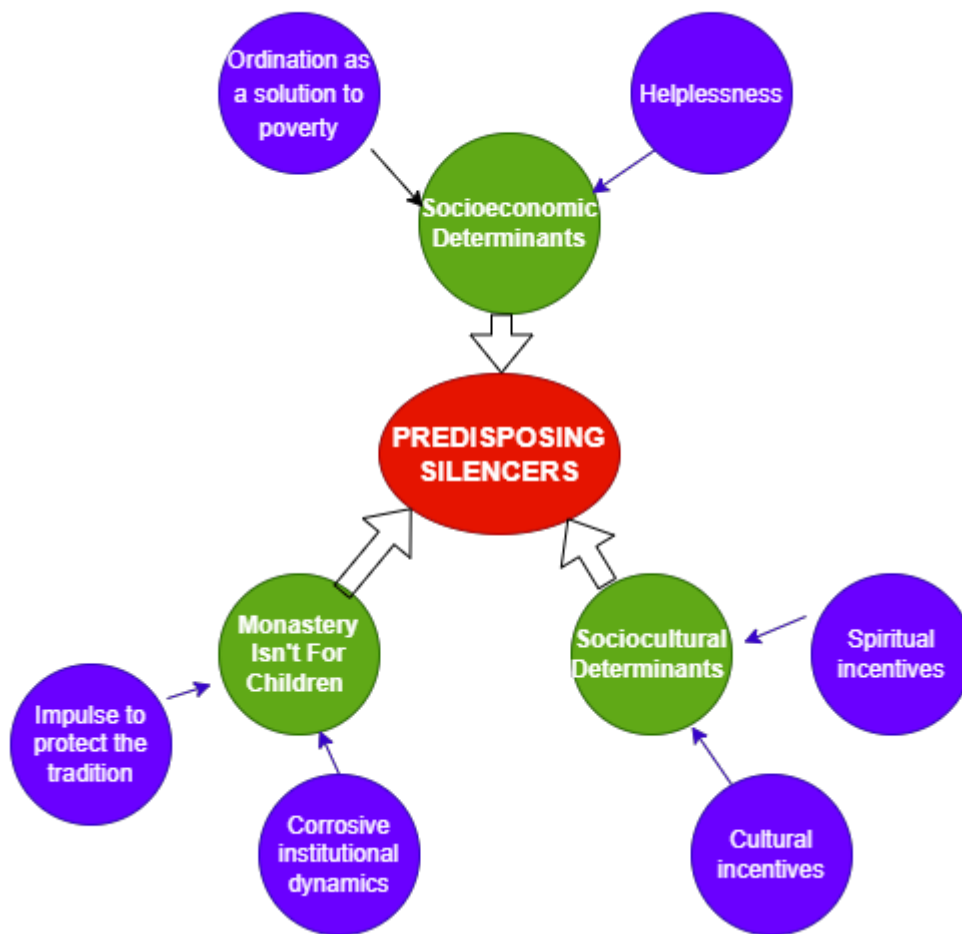 Ordination as
a solution to
poverty
Helplessness
Socioeconomic
Determinants
PREDISPOSING
SILENCERS
Monastery
Isn't For
Children
Sociocultural
Determinants
Spiritual
incentives
Impulse to
protect the
tradition
Corrosive
institutional
dynamics
Cultural
incentives